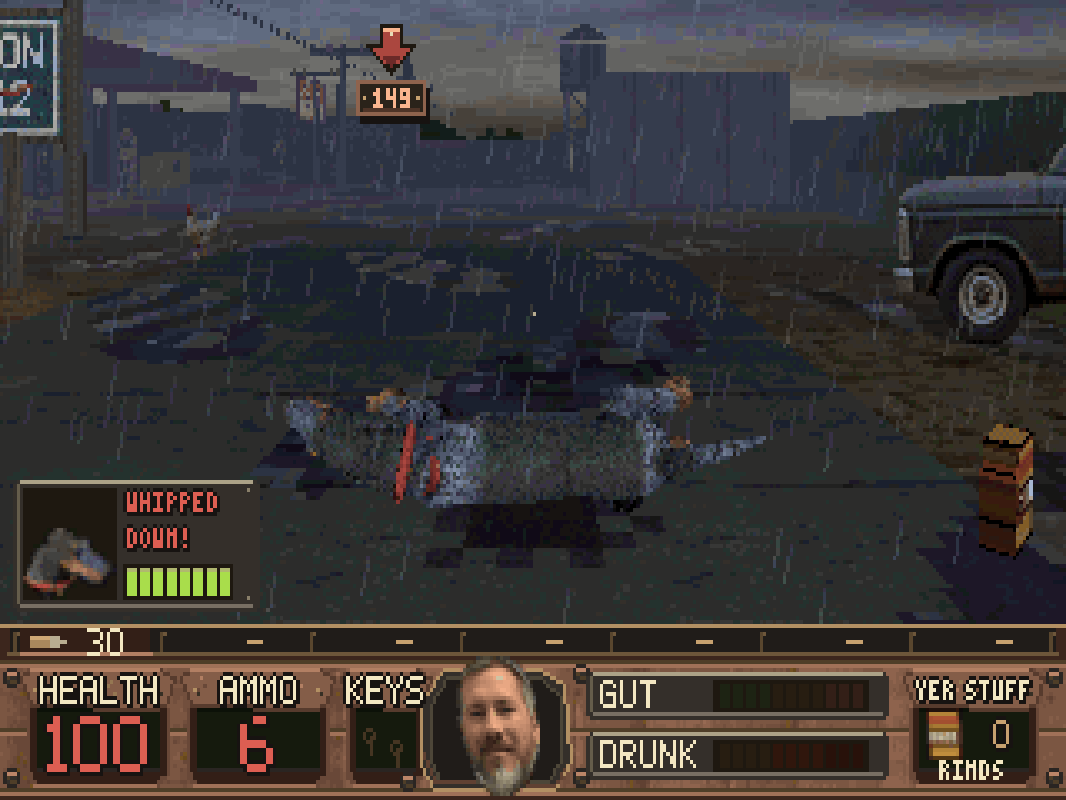 ON
12
149
WHIPPED
DOWN!
30
HEALTH
100
AMMO
6
KEYS
GUT
DRUNK
YER STUFF
0
RINDS